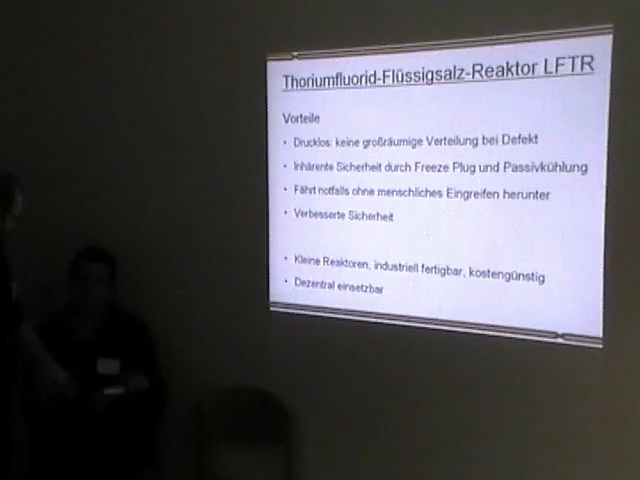 Thoriumfluorid-Flüssigsalz-Reaktor LFTR
Vorteile
• Drucklos: keine großräumige Verteilung bei Defekt
• Inhärente Sicherheit durch Freeze Plug und Passivkühlung
• Fährt notfalls ohne menschliches Eingreifen herunter
• Verbesserte Sicherheit
• Kleine Reaktoren, industriell fertigbar, kostengünstig
• Dezentral einsetzbar